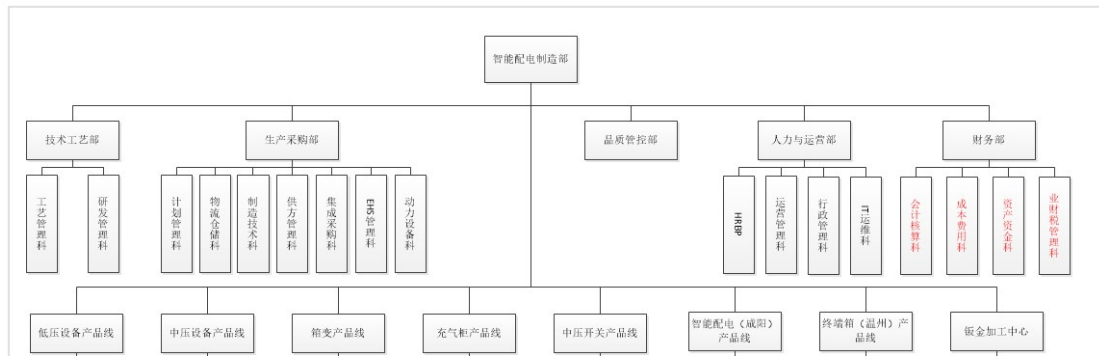 智能配电制造部
技术工艺部
生产采购部
品质管控部
人力与运营部
财务部
工艺管理科
研发管理科
计划管理科
物流仓储科
制造技术科
供方管理科
集成采购科
EHS管理科
动力设备科
HRBP
运营管理科
行政管理科
IT运维科
会计核算科
成本费用科
资产资金科
业财税管理科
低压设备产品线
中压设备产品线
箱变产品线
充气柜产品线
中压开关产品线
智能配电（咸阳）
产品线
终端箱（温州）产
品线
钣金加工中心